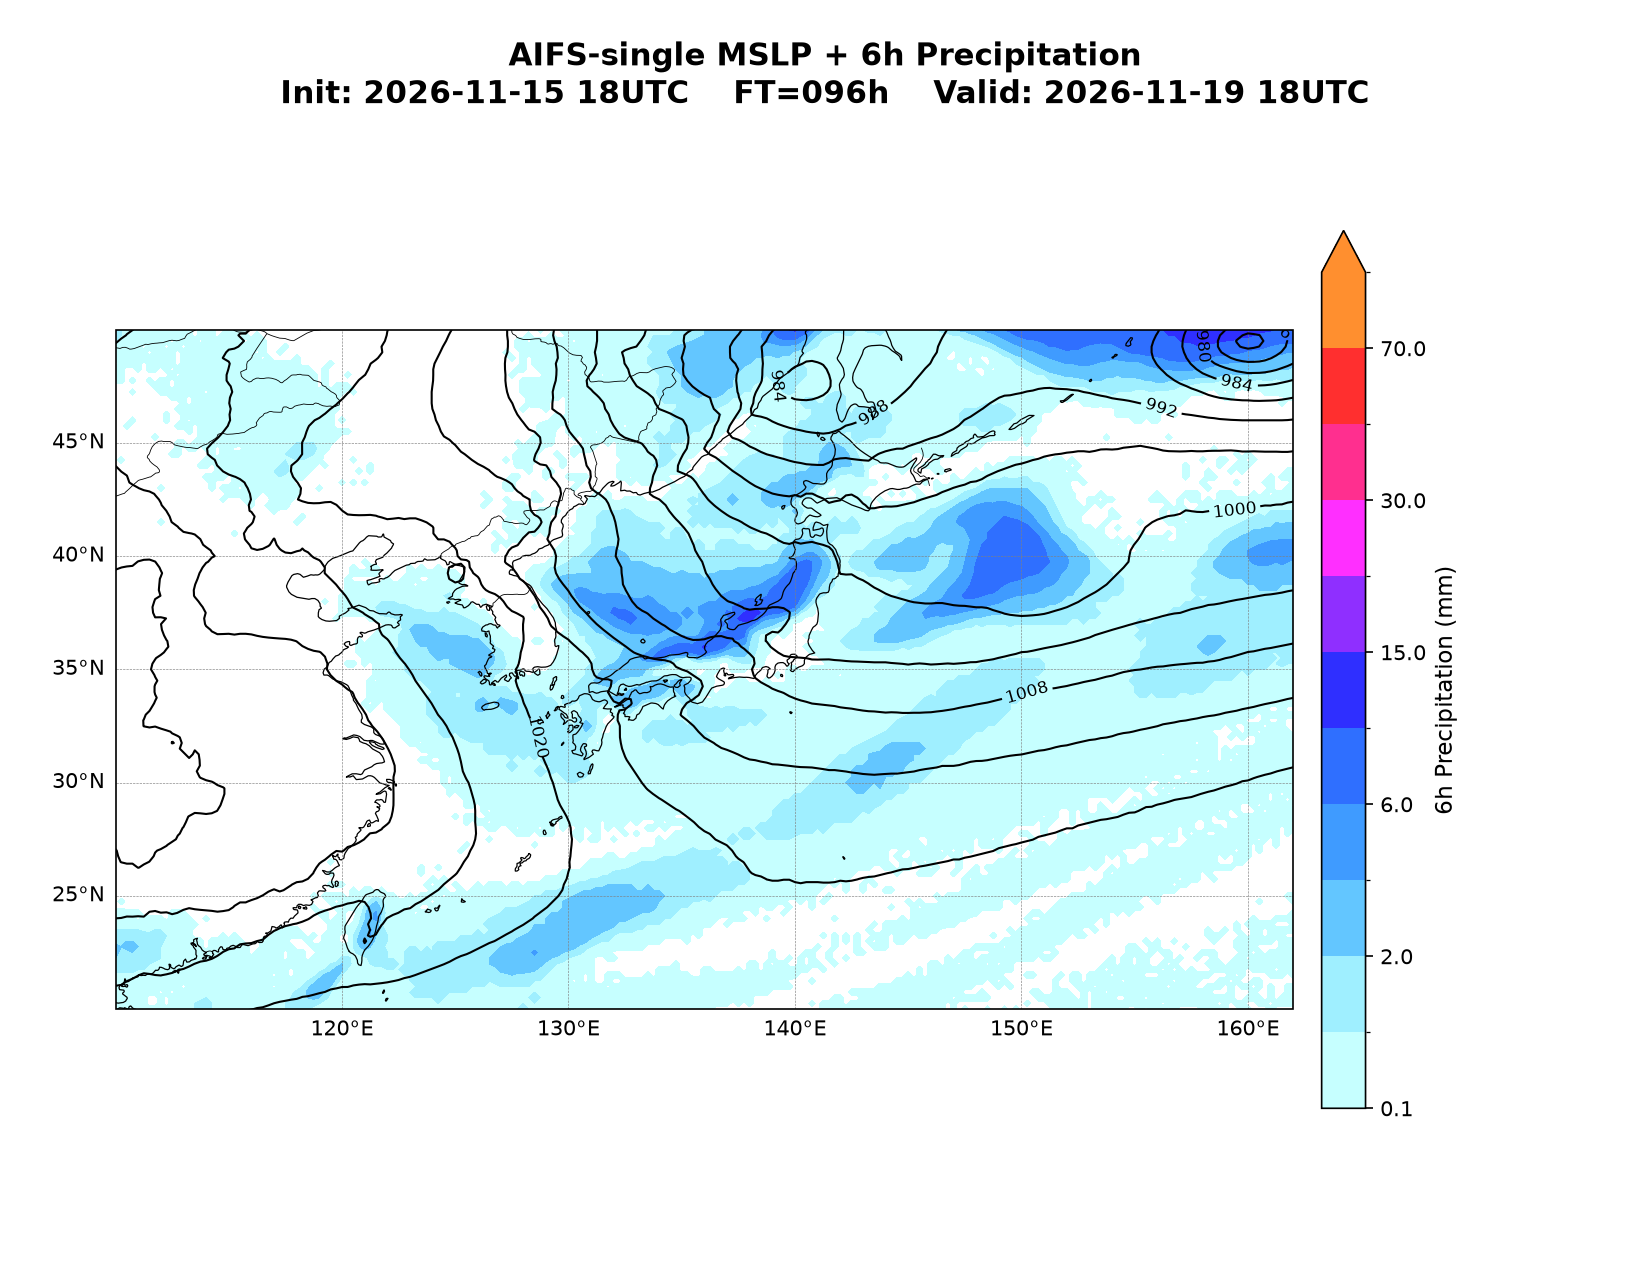 AIFS-single MSLP + 6h Precipitation
Init: 2026-11-15 18UTC    FT=096h    Valid: 2026-11-19 18UTC
980
984
984
988
992
1000
1008
1020
45°N
40°N
35°N
30°N
25°N
120°E
130°E
140°E
150°E
160°E
70.0
30.0
15.0
6.0
2.0
0.1
6h Precipitation (mm)